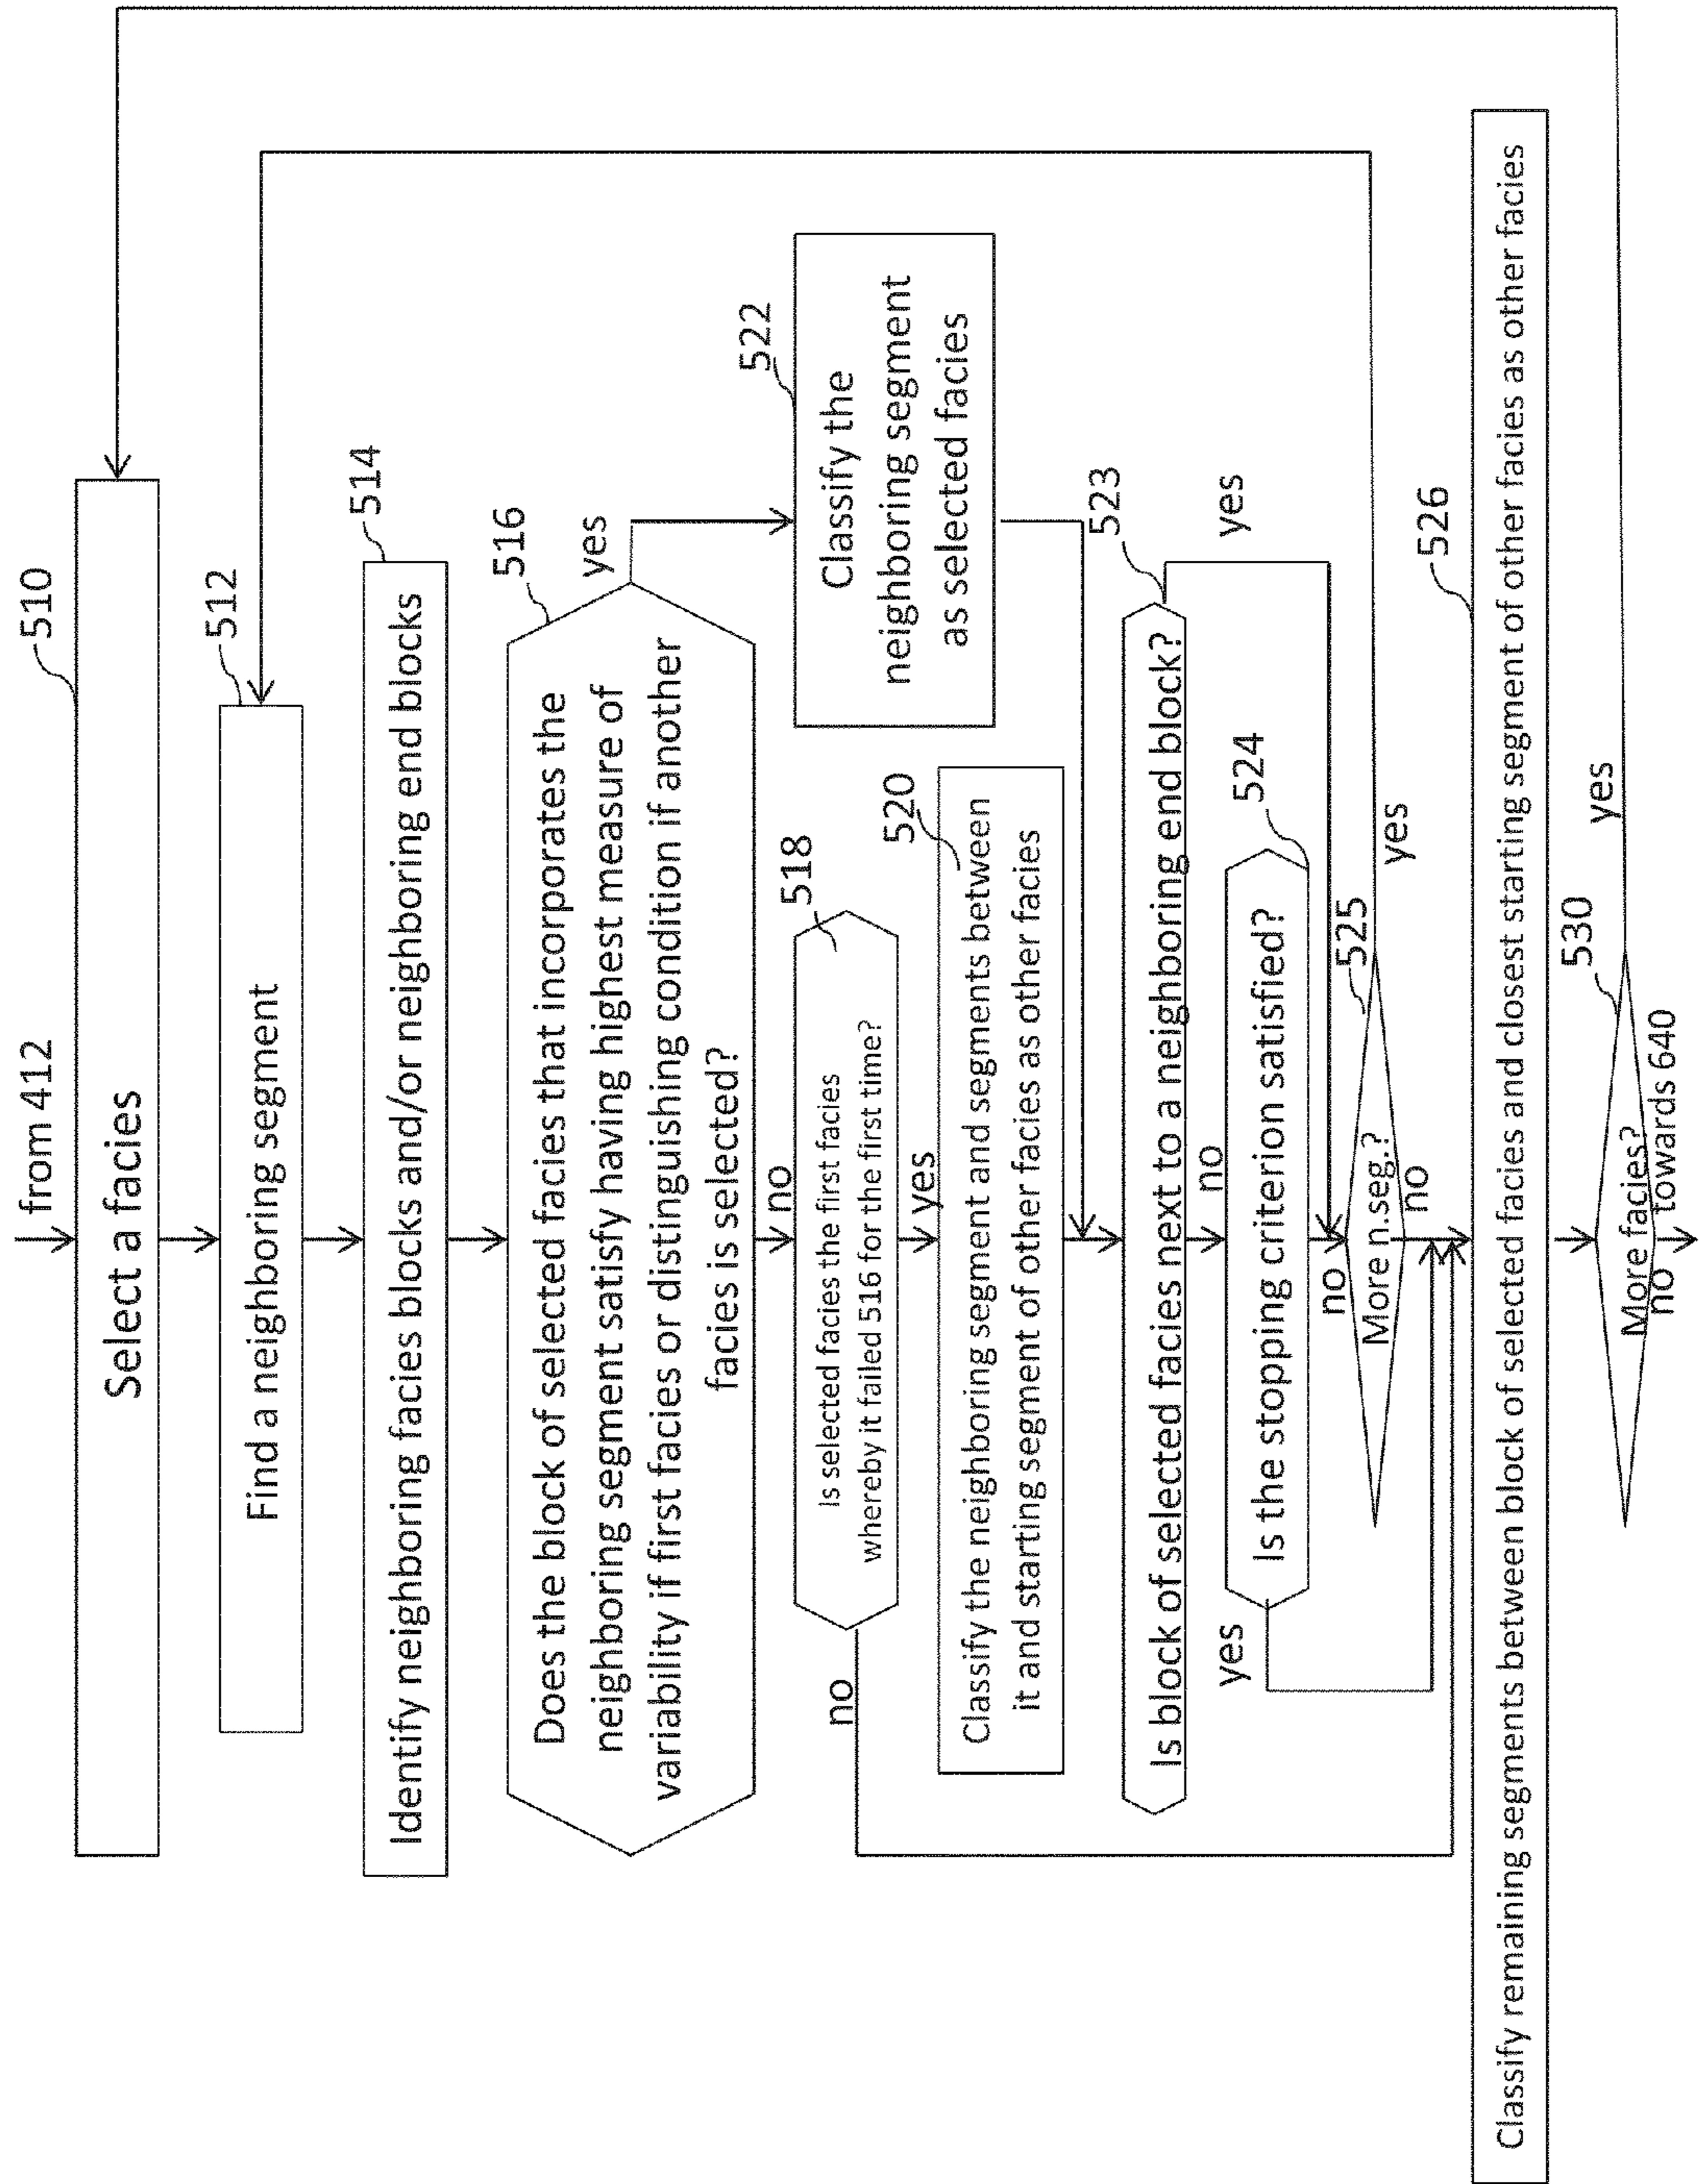 from 412
510
Select a facies
512
Find a neighboring segment
514
Identify neighboring facies blocks and/or neighboring end blocks
516
Does the block of selected facies that incorporates the
neighboring segment satisfy having highest measure of
variability if first facies or distinguishing condition if another
facies is selected?
yes
no
522
Classify the
neighboring segment
as selected facies
518
Is selected facies the first facies
whereby it failed 516 for the first time?
no
yes
520
Classify the neighboring segment and segments between
it and starting segment of other facies as other facies
523
Is block of selected facies next to a neighboring end block?
yes
no
524
Is the stopping criterion satisfied?
yes
no
525
More n.seg.?
yes
no
526
Classify remaining segments between block of selected facies and closest starting segment of other facies as other facies
530
More facies?
yes
no
towards 640